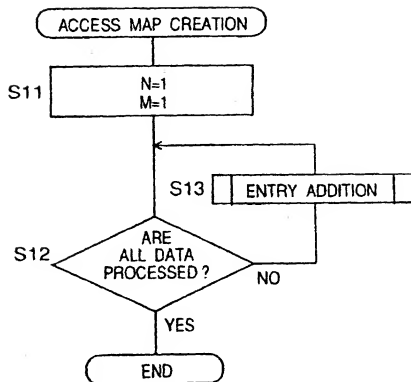 ACCESS MAP CREATION
S11
N=1
M=1
S13
ENTRY ADDITION
S12
ARE
ALL DATA
PROCESSED?
NO
YES
END